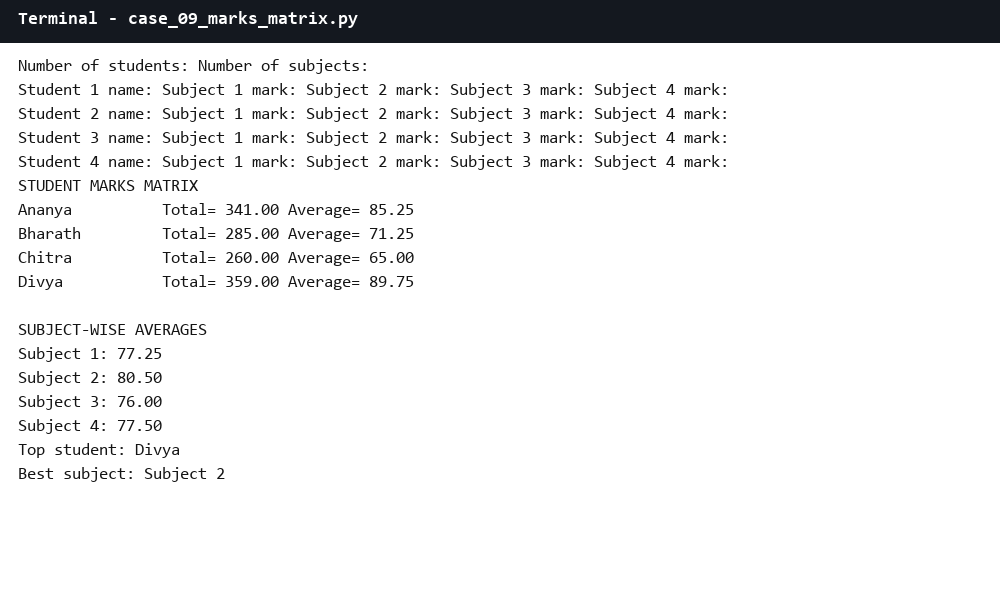 Terminal - case_09_marks_matrix.py
Number of students: Number of subjects:
Student 1 name: Subject 1 mark: Subject 2 mark: Subject 3 mark: Subject 4 mark:
Student 2 name: Subject 1 mark: Subject 2 mark: Subject 3 mark: Subject 4 mark:
Student 3 name: Subject 1 mark: Subject 2 mark: Subject 3 mark: Subject 4 mark:
Student 4 name: Subject 1 mark: Subject 2 mark: Subject 3 mark: Subject 4 mark:
STUDENT MARKS MATRIX
Ananya          Total= 341.00 Average= 85.25
Bharath         Total= 285.00 Average= 71.25
Chitra          Total= 260.00 Average= 65.00
Divya           Total= 359.00 Average= 89.75
SUBJECT-WISE AVERAGES
Subject 1: 77.25
Subject 2: 80.50
Subject 3: 76.00
Subject 4: 77.50
Top student: Divya
Best subject: Subject 2